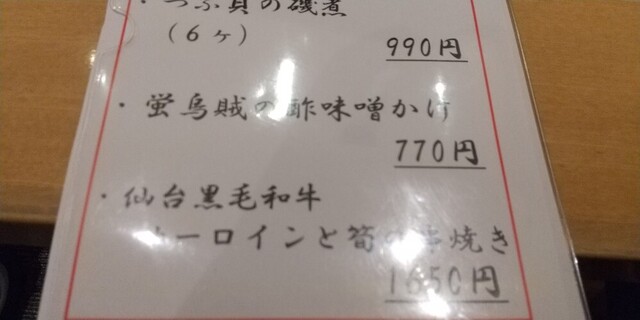 ・つぶ貝の磯煮
(6ヶ)
990円
・蛍烏賊の酢味噌かけ
770円
・仙台黒毛和牛
サーロインと筍の串焼き
1650円